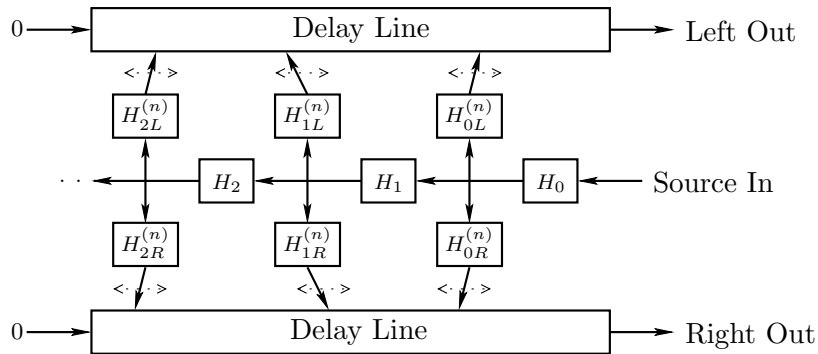 0 Delay Line Left Out
H_{2L}^{(n)} H_{1L}^{(n)} H_{0L}^{(n)}
· · H_2 H_1 H_0 Source In
H_{2R}^{(n)} H_{1R}^{(n)} H_{0R}^{(n)}
0 Delay Line Right Out